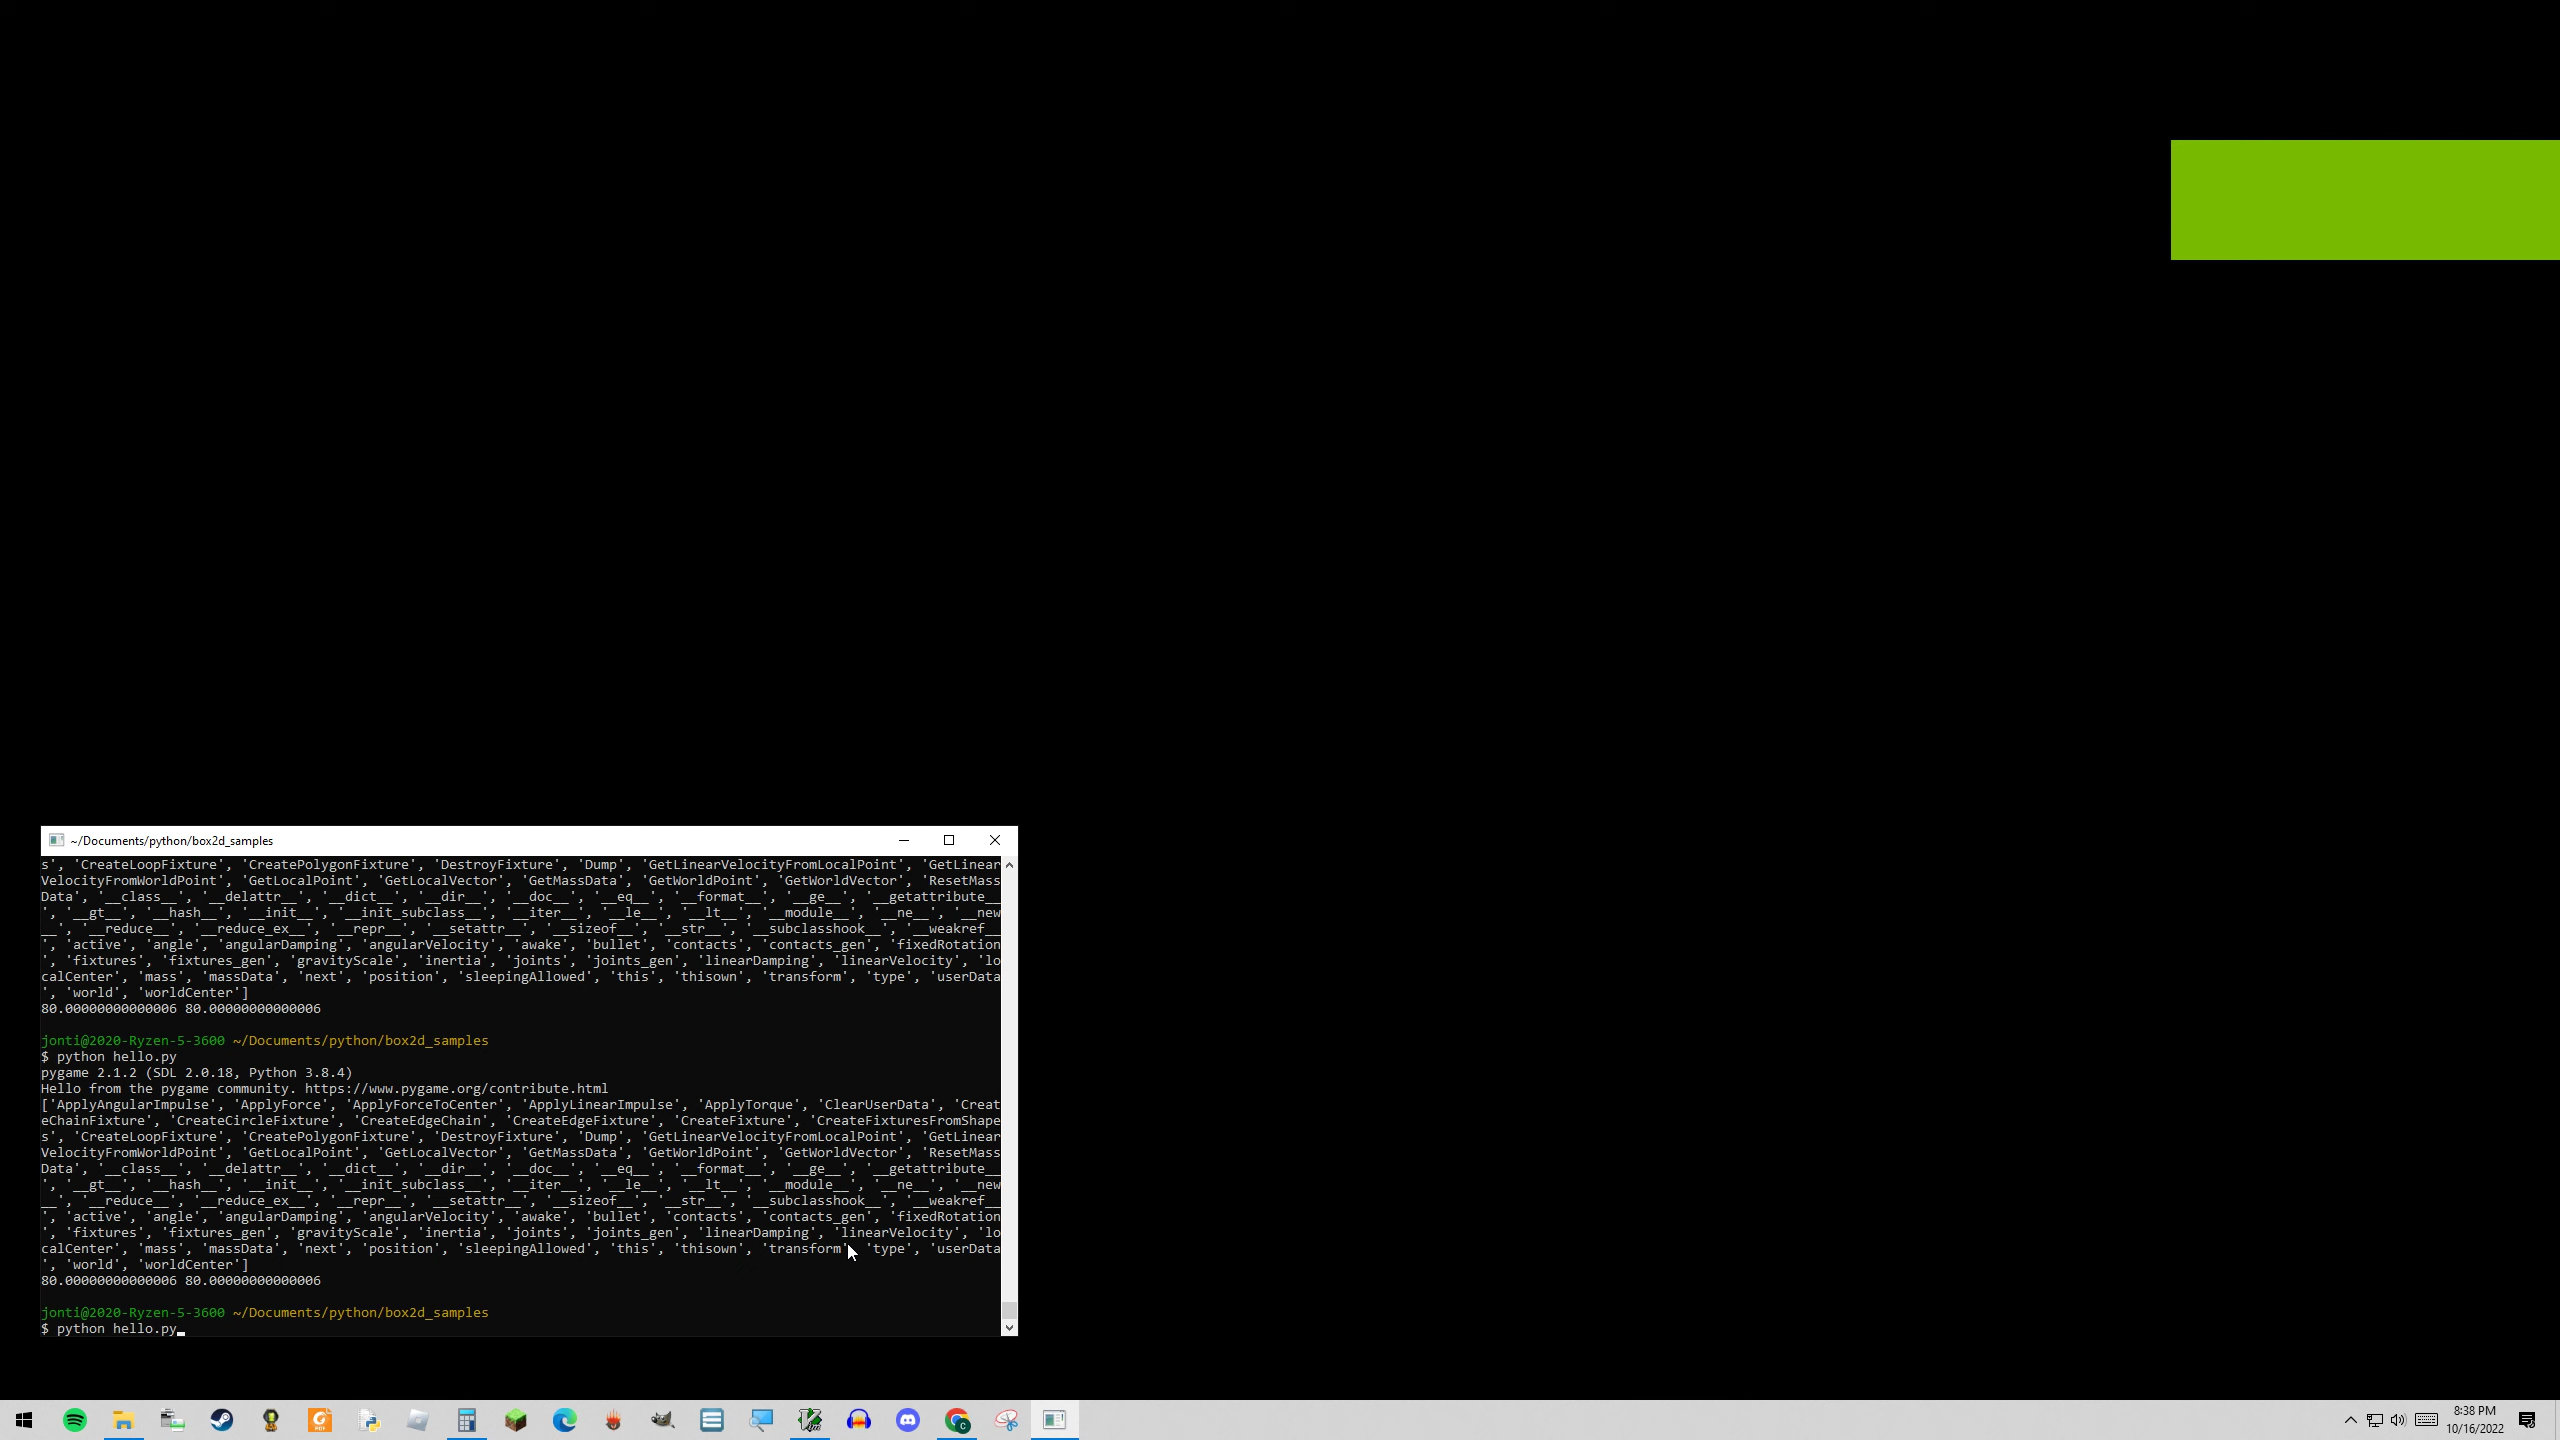 ~/Documents/python/box2d_samples
s', 'CreateLoopFixture', 'CreatePolygonFixture', 'DestroyFixture', 'Dump', 'GetLinearVelocityFromLocalPoint', 'GetLinear
VelocityFromWorldPoint', 'GetLocalPoint', 'GetLocalVector', 'GetMassData', 'GetWorldPoint', 'GetWorldVector', 'ResetMass
Data', '__class__', '__delattr__', '__dict__', '__dir__', '__doc__', '__eq__', '__format__', '__ge__', '__getattribute__
', '__gt__', '__hash__', '__init__', '__init_subclass__', '__iter__', '__le__', '__lt__', '__module__', '__ne__', '__new
__', '__reduce__', '__reduce_ex__', '__repr__', '__setattr__', '__sizeof__', '__str__', '__subclasshook__', '__weakref__
', 'active', 'angle', 'angularDamping', 'angularVelocity', 'awake', 'bullet', 'contacts', 'contacts_gen', 'fixedRotation
', 'fixtures', 'fixtures_gen', 'gravityScale', 'inertia', 'joints', 'joints_gen', 'linearDamping', 'linearVelocity', 'lo
calCenter', 'mass', 'massData', 'next', 'position', 'sleepingAllowed', 'this', 'thisown', 'transform', 'type', 'userData
', 'world', 'worldCenter']
80.00000000000006 80.00000000000006
jonti@2020-Ryzen-5-3600 ~/Documents/python/box2d_samples
$ python hello.py
pygame 2.1.2 (SDL 2.0.18, Python 3.8.4)
Hello from the pygame community. https://www.pygame.org/contribute.html
['ApplyAngularImpulse', 'ApplyForce', 'ApplyForceToCenter', 'ApplyLinearImpulse', 'ApplyTorque', 'ClearUserData', 'Creat
eChainFixture', 'CreateCircleFixture', 'CreateEdgeChain', 'CreateEdgeFixture', 'CreateFixture', 'CreateFixturesFromShape
s', 'CreateLoopFixture', 'CreatePolygonFixture', 'DestroyFixture', 'Dump', 'GetLinearVelocityFromLocalPoint', 'GetLinear
VelocityFromWorldPoint', 'GetLocalPoint', 'GetLocalVector', 'GetMassData', 'GetWorldPoint', 'GetWorldVector', 'ResetMass
Data', '__class__', '__delattr__', '__dict__', '__dir__', '__doc__', '__eq__', '__format__', '__ge__', '__getattribute__
', '__gt__', '__hash__', '__init__', '__init_subclass__', '__iter__', '__le__', '__lt__', '__module__', '__ne__', '__new
__', '__reduce__', '__reduce_ex__', '__repr__', '__setattr__', '__sizeof__', '__str__', '__subclasshook__', '__weakref__
', 'active', 'angle', 'angularDamping', 'angularVelocity', 'awake', 'bullet', 'contacts', 'contacts_gen', 'fixedRotation
', 'fixtures', 'fixtures_gen', 'gravityScale', 'inertia', 'joints', 'joints_gen', 'linearDamping', 'linearVelocity', 'lo
calCenter', 'mass', 'massData', 'next', 'position', 'sleepingAllowed', 'this', 'thisown', 'transform', 'type', 'userData
', 'world', 'worldCenter']
80.00000000000006 80.00000000000006
jonti@2020-Ryzen-5-3600 ~/Documents/python/box2d_samples
$ python hello.py
8:38 PM
10/16/2022